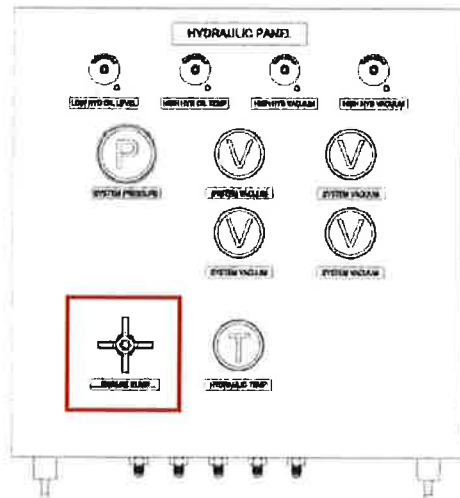 HYDRAULIC PANEL
LOW HYD OIL LEVEL
HIGH HYD OIL TEMP
HIGH HYD VACUUM
HIGH HYD VACUUM
P
V
V
SYSTEM PRESSURE
SYSTEM VACUUM
SYSTEM VACUUM
V
V
SYSTEM VACUUM
SYSTEM VACUUM
T
PUMP
HYDRAULIC TEMP